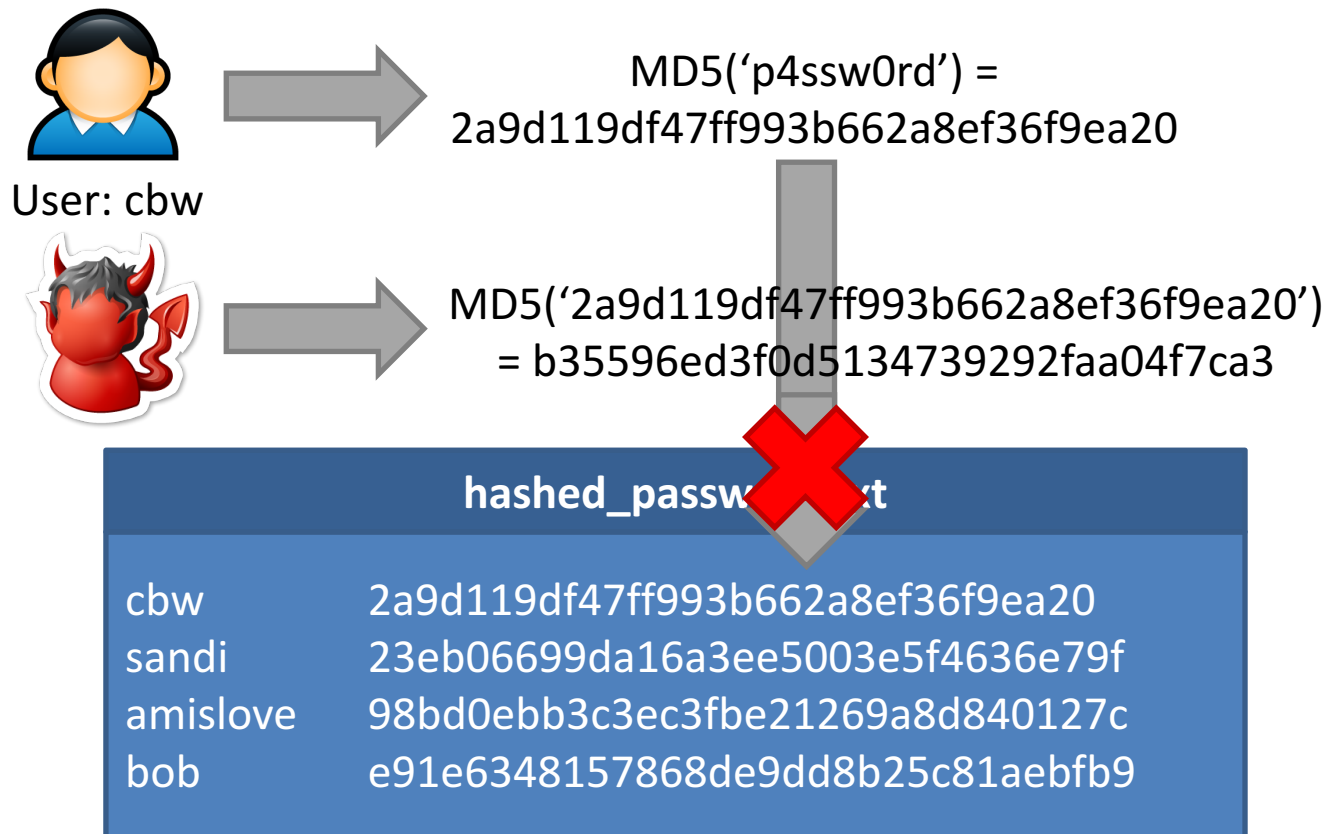 MD5(‘p4ssw0rd’) =
2a9d119df47ff993b662a8ef36f9ea20
User: cbw
MD5(‘2a9d119df47ff993b662a8ef36f9ea20’)
= b35596ed3f0d5134739292faa04f7ca3
cbw 2a9d119df47ff993b662a8ef36f9ea20
sandi 23eb06699da16a3ee5003e5f4636e79f
amislove 98bd0ebb3c3ec3fbe21269a8d840127c
bob e91e6348157868de9dd8b25c81aebfb9